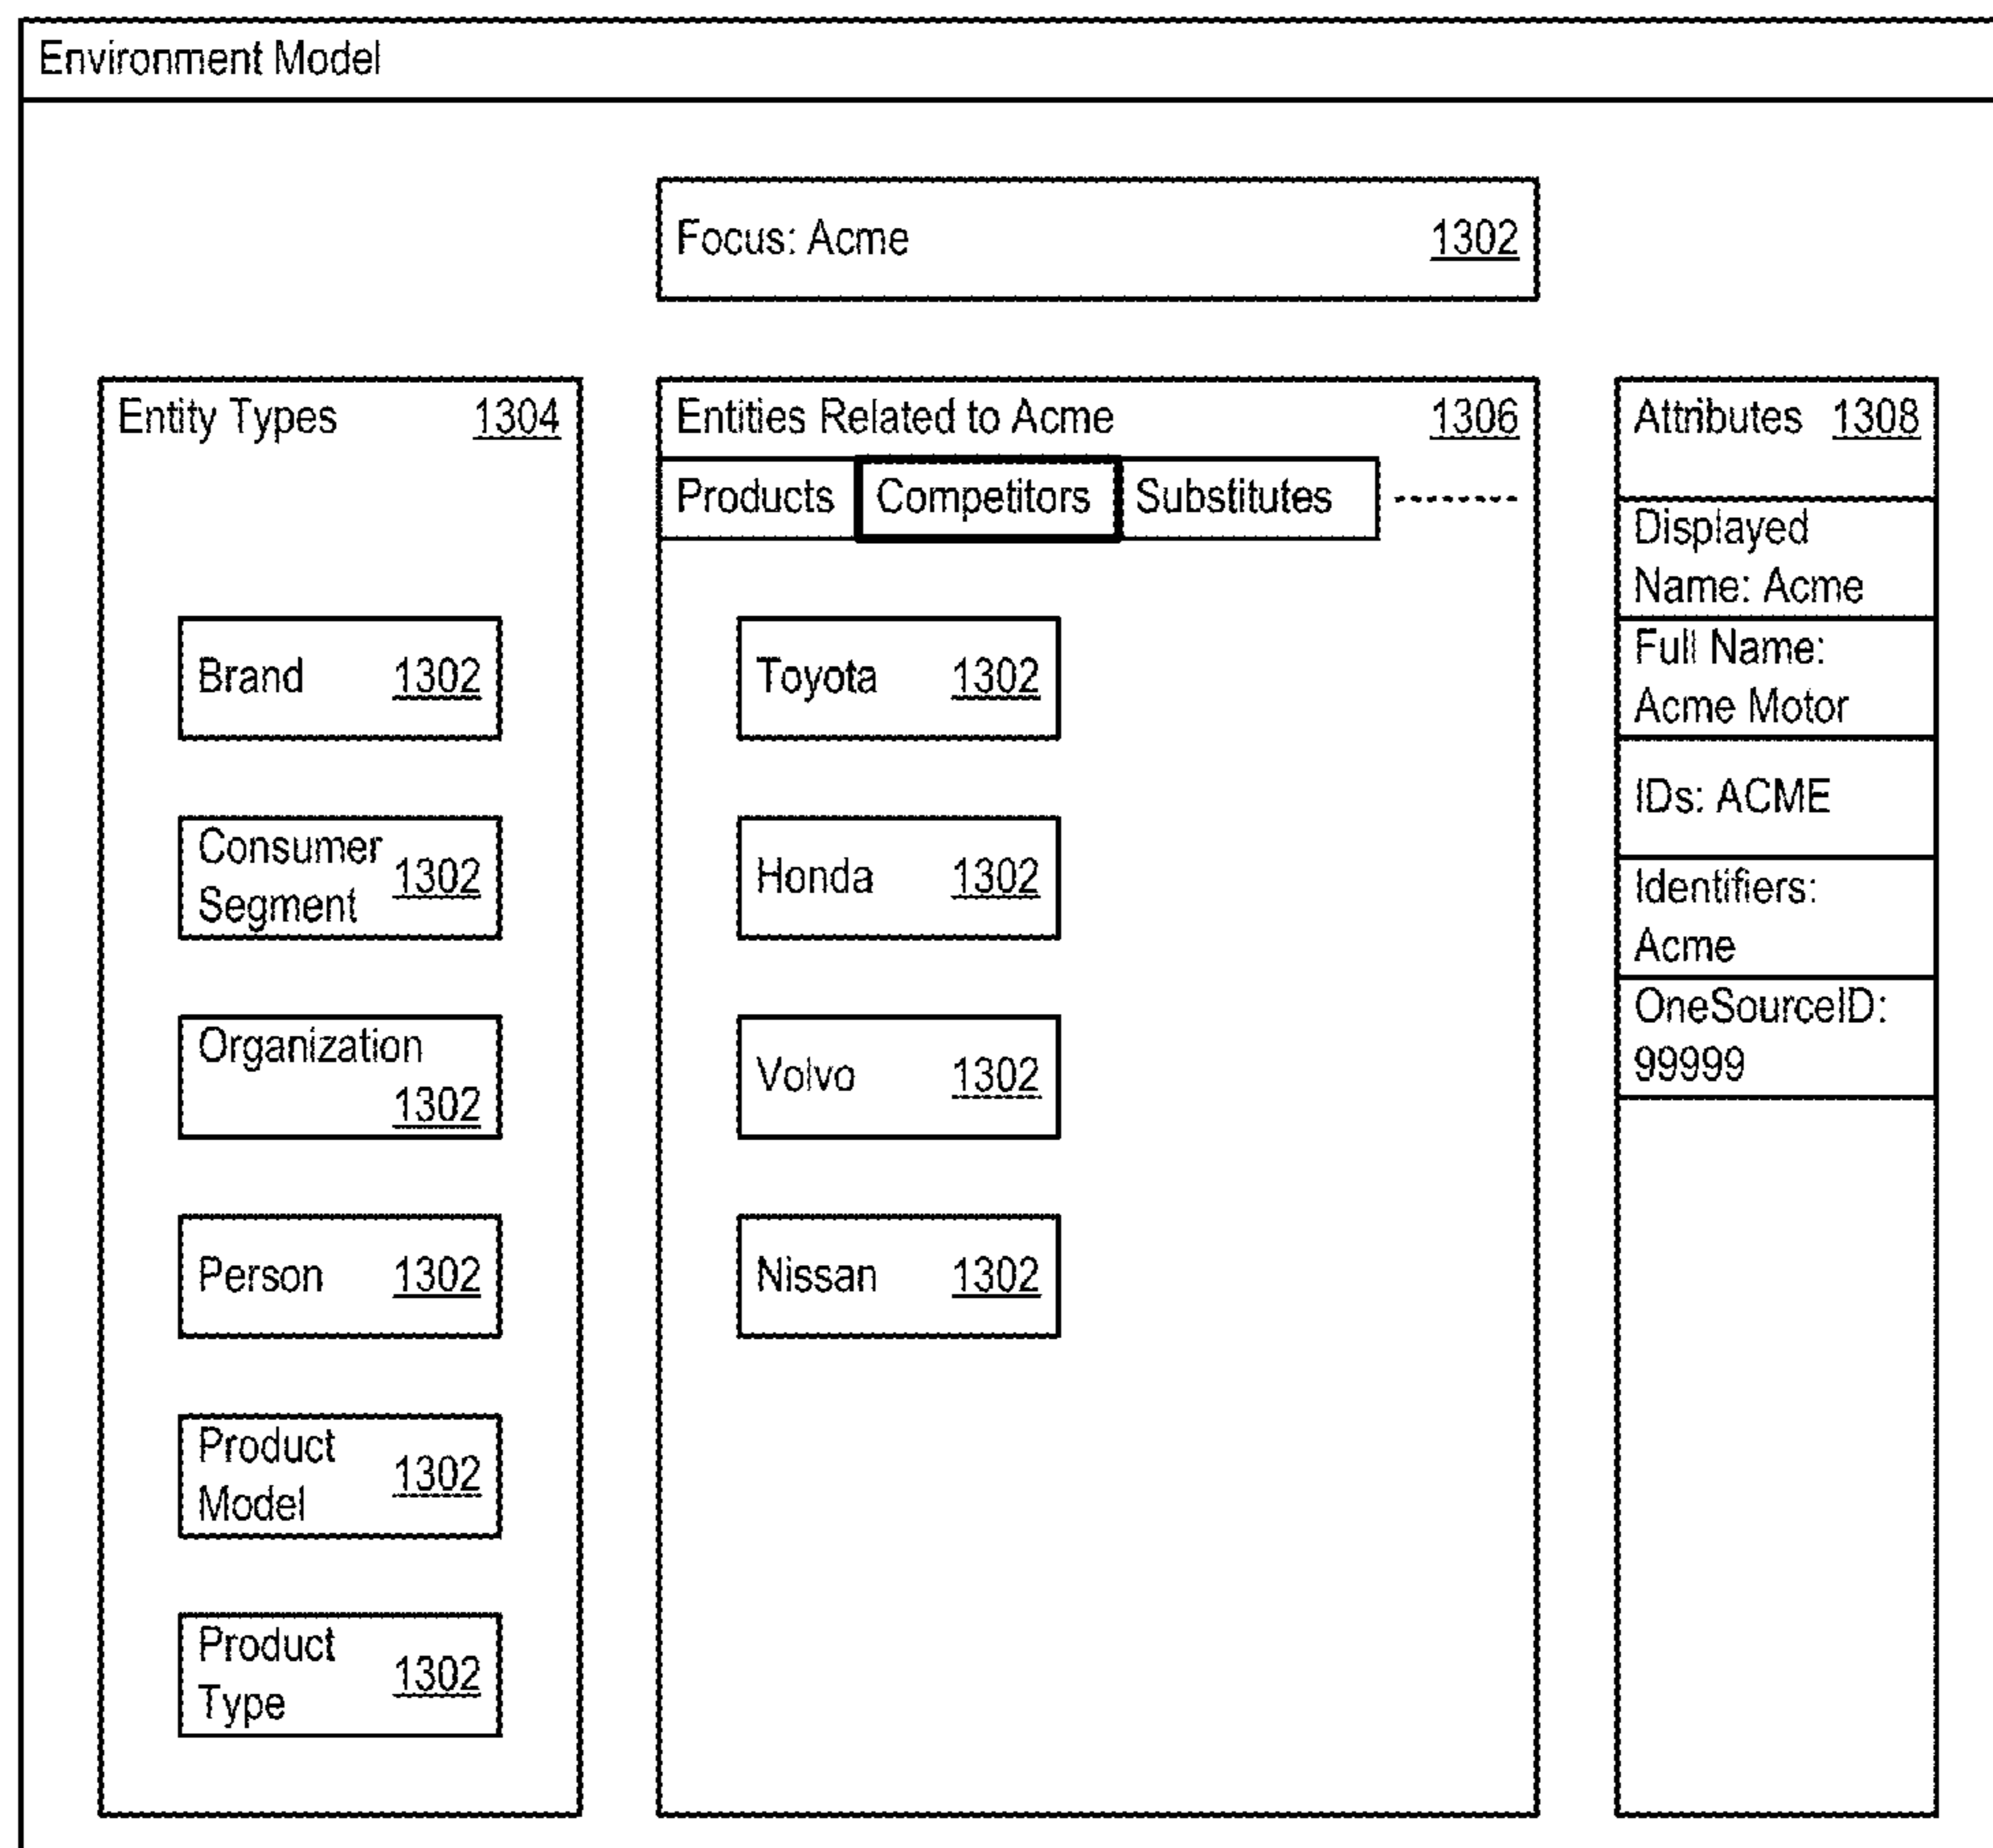 Environment Model
Focus: Acme 1302
Entity Types 1304
Brand 1302
Consumer
Segment 1302
Organization
1302
Person 1302
Product
Model 1302
Product
Type 1302
Entities Related to Acme 1306
Products Competitors Substitutes
Toyota 1302
Honda 1302
Volvo 1302
Nissan 1302
Attributes 1308
Displayed
Name: Acme
Full Name:
Acme Motor
IDs: ACME
Identifiers:
Acme
OneSourceID:
99999